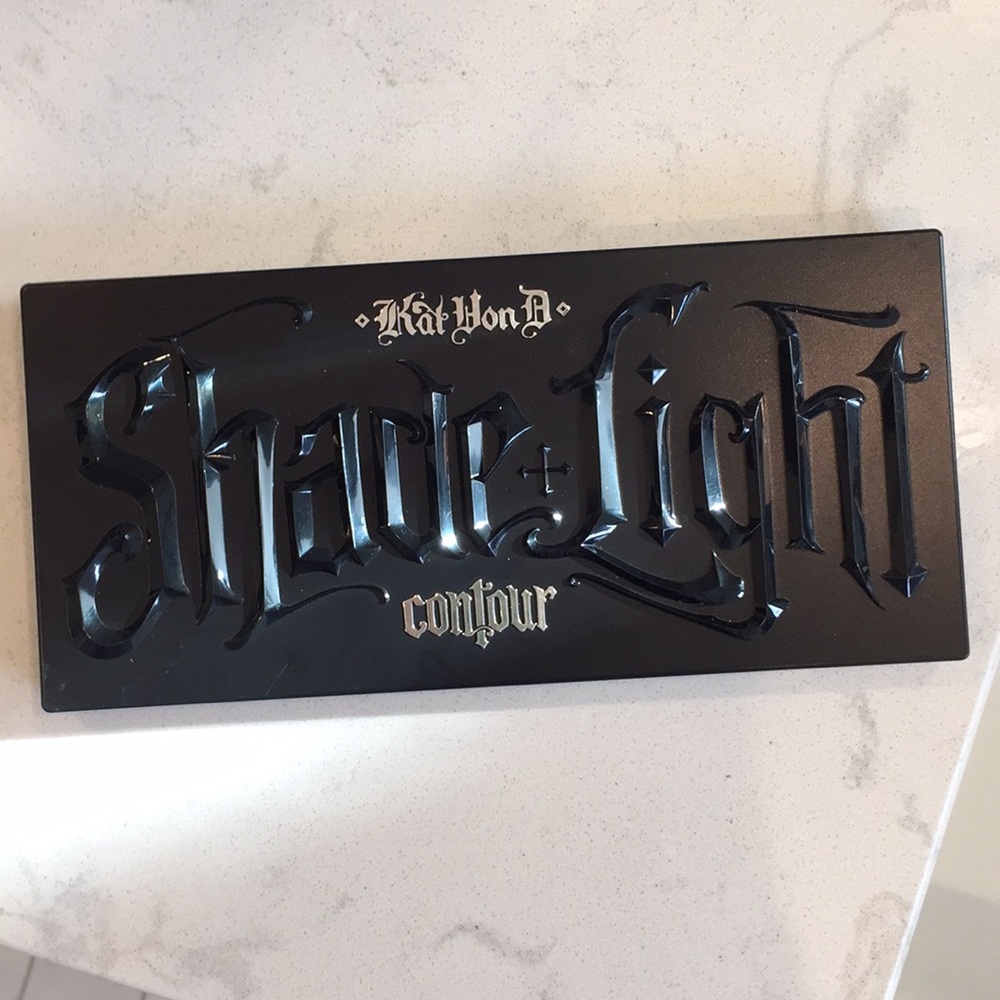 Kat Von D
Shade + Light
contour